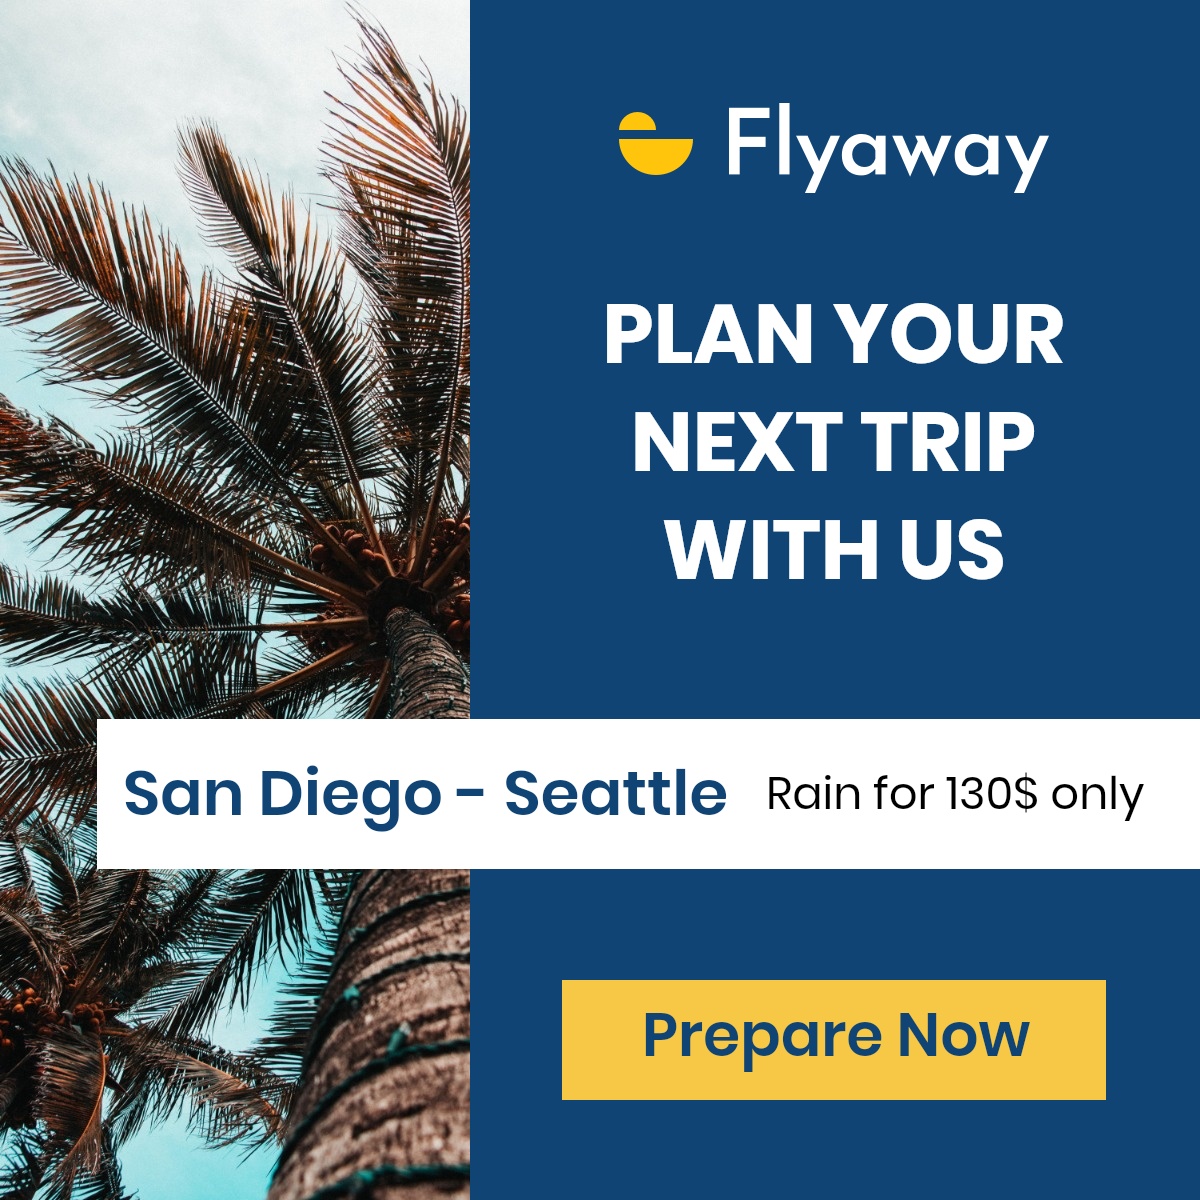 Flyaway
PLAN YOUR
NEXT TRIP
WITH US
San Diego - Seattle Rain for 130$ only
Prepare Now